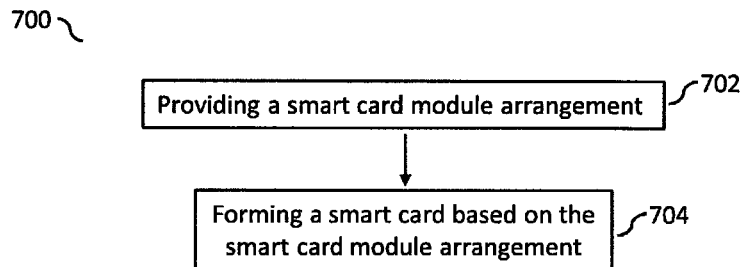 700
702
Providing a smart card module arrangement
Forming a smart card based on the
smart card module arrangement
704